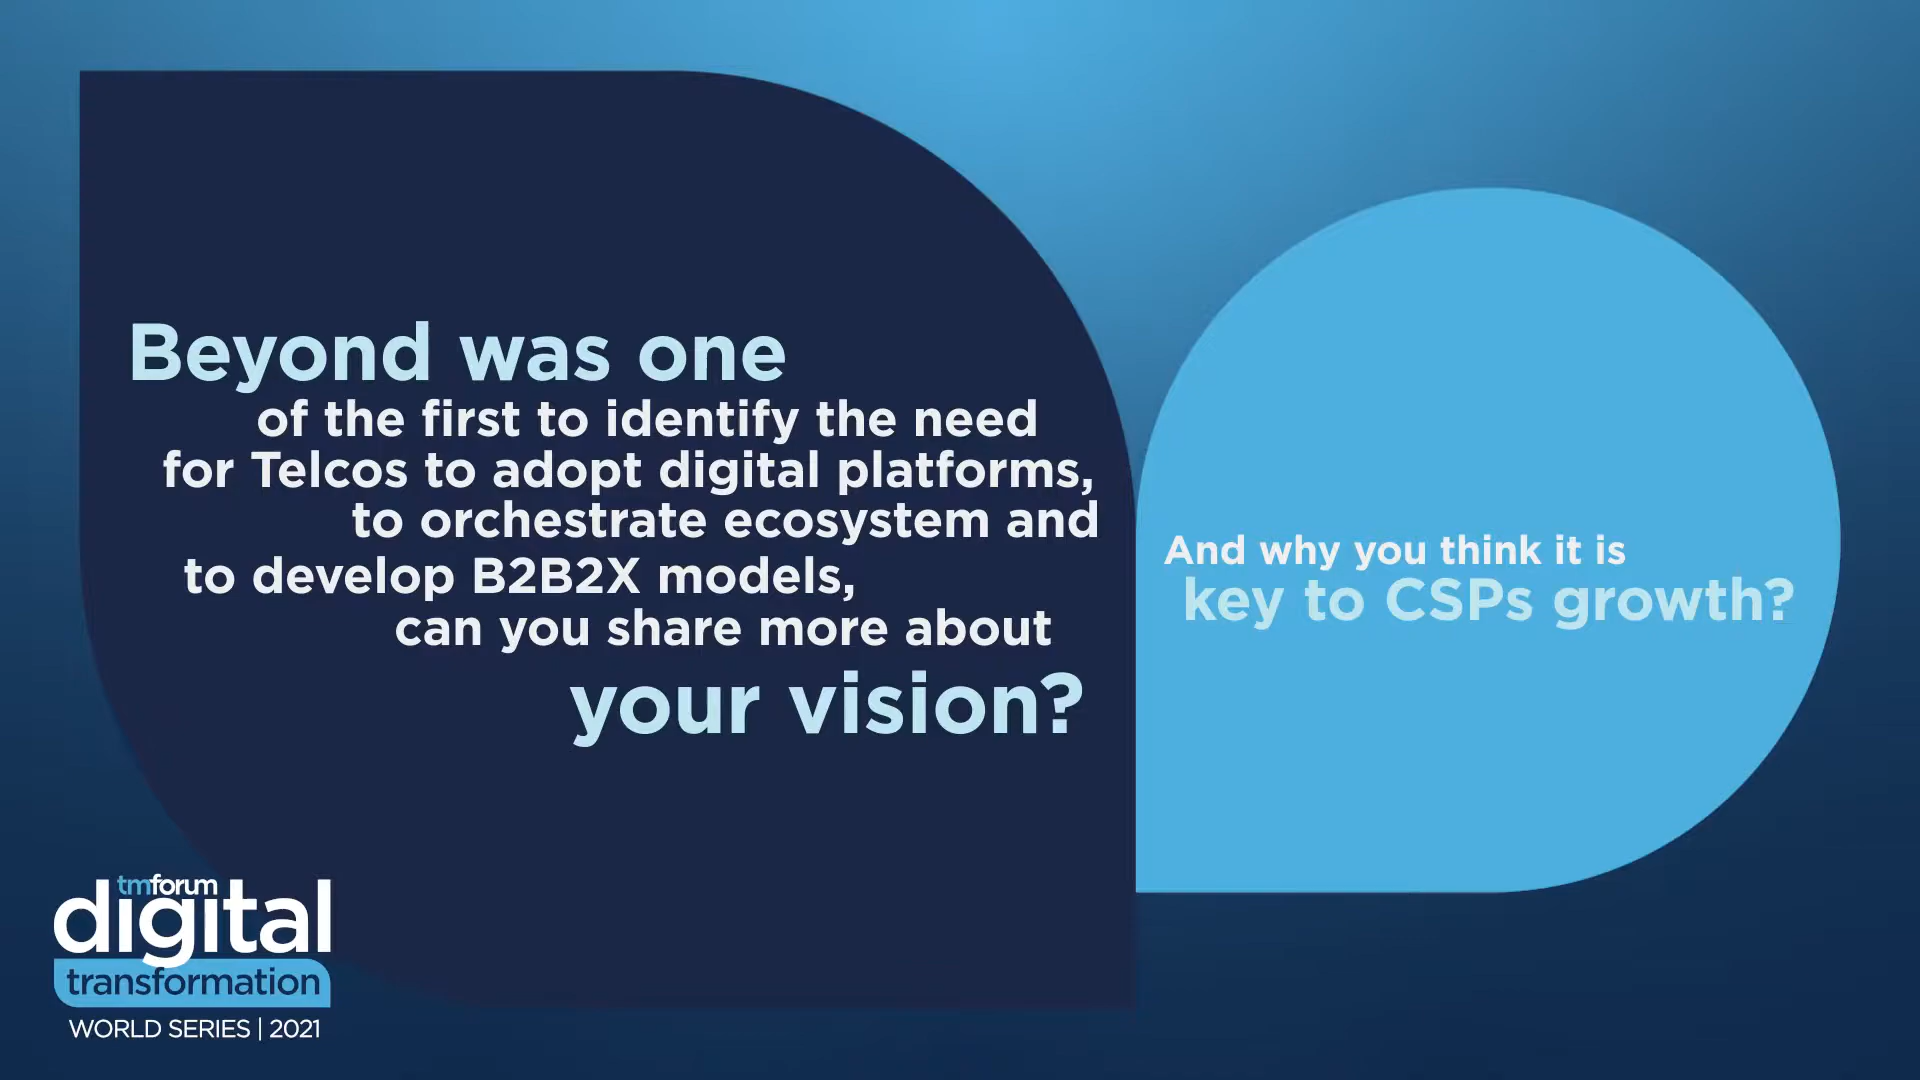 Beyond was one
of the first to identify the need
for Telcos to adopt digital platforms,
to orchestrate ecosystem and
to develop B2B2X models,
can you share more about
your vision?
And why you think it is
key to CSPs growth?
tmforum
digital
transformation
WORLD SERIES | 2021